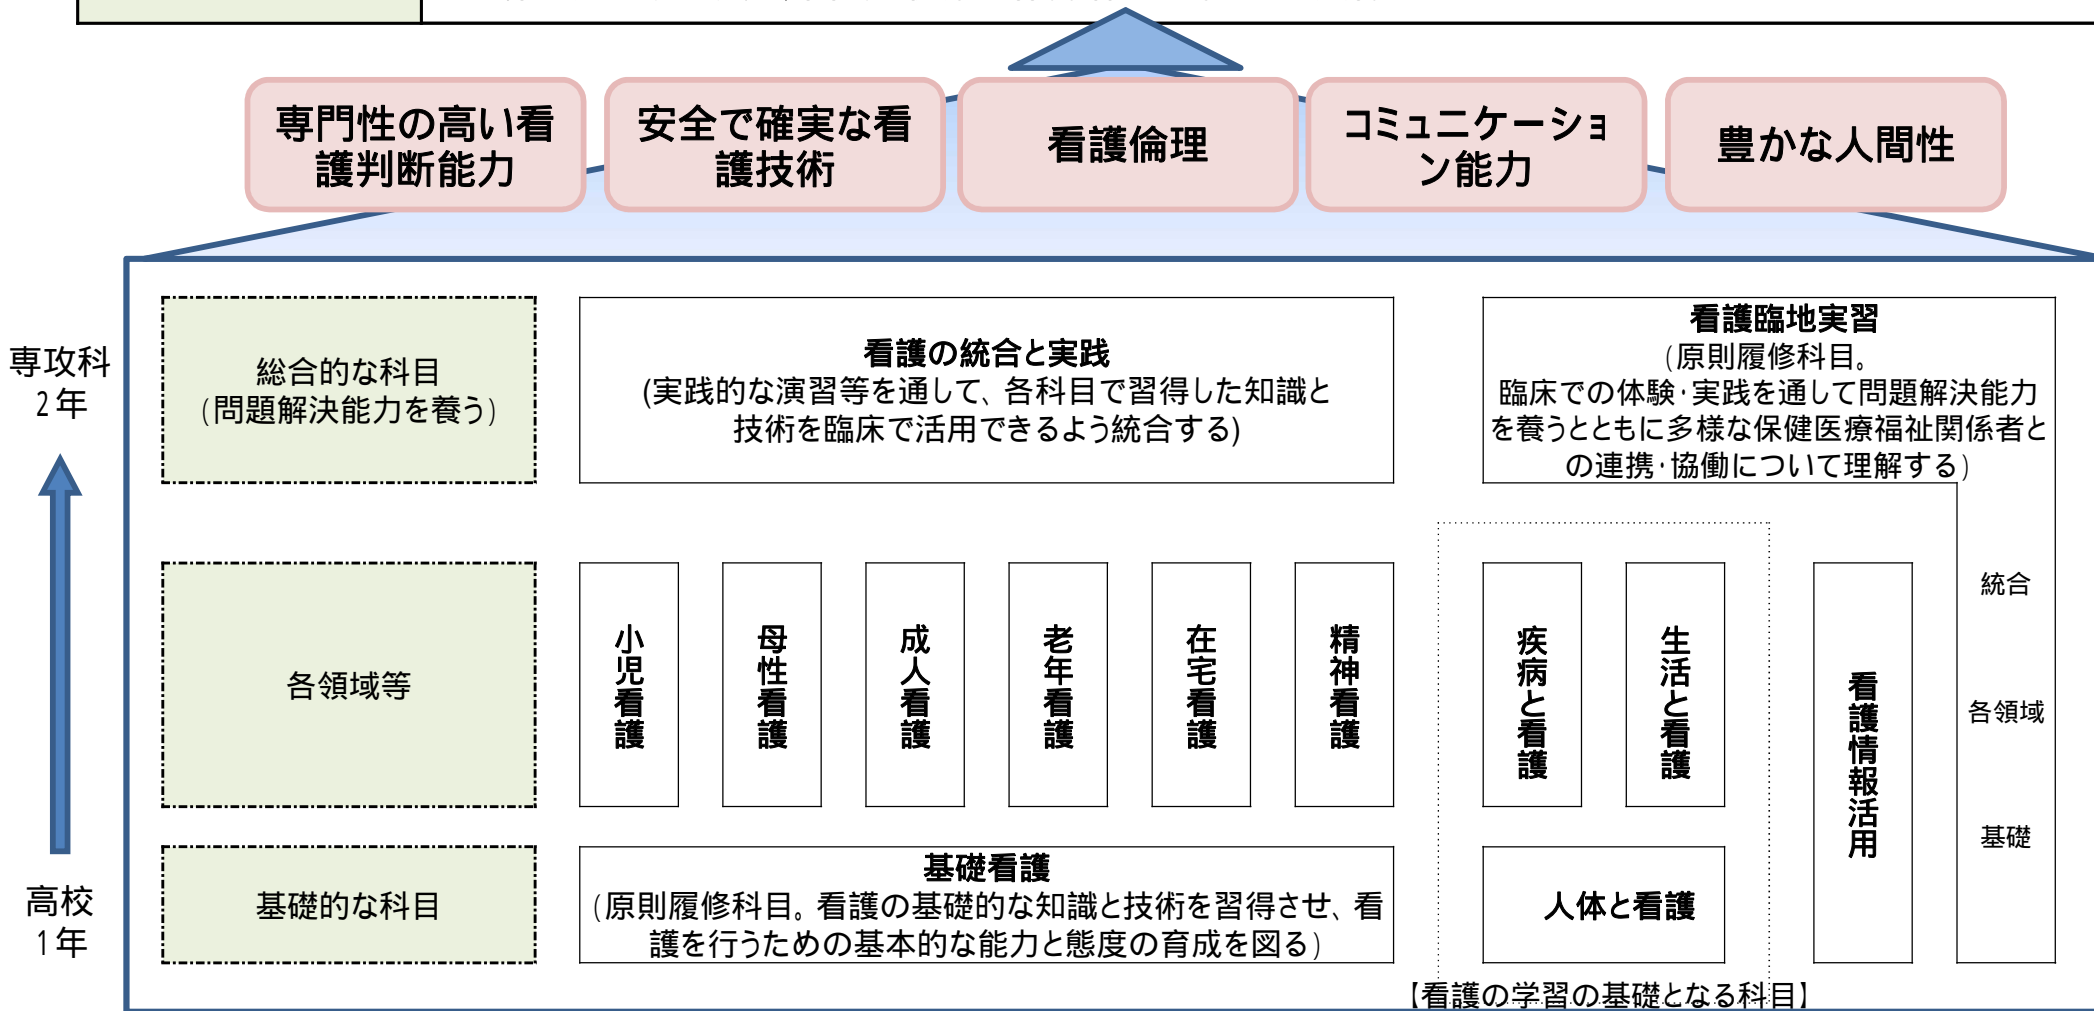 専門性の高い看
護判断能力
安全で確実な看
護技術
看護倫理
コミュニケーショ
ン能力
豊かな人間性
専攻科
2年
高校
1年
総合的な科目
(問題解決能力を養う)
看護の統合と実践
(実践的な演習等を通して、各科目で習得した知識と
技術を臨床で活用できるよう統合する)
看護臨地実習
(原則履修科目。
臨床での体験・実践を通して問題解決能力
を養うとともに多様な保健医療福祉関係者と
の連携・協働について理解する)
統合
各領域
基礎
各領域等
小児看護
母性看護
成人看護
老年看護
在宅看護
精神看護
疾病と看護
生活と看護
看護情報活用
基礎的な科目
基礎看護
(原則履修科目。看護の基礎的な知識と技術を習得させ、看
護を行うための基本的な能力と態度の育成を図る)
人体と看護
【看護の学習の基礎となる科目】